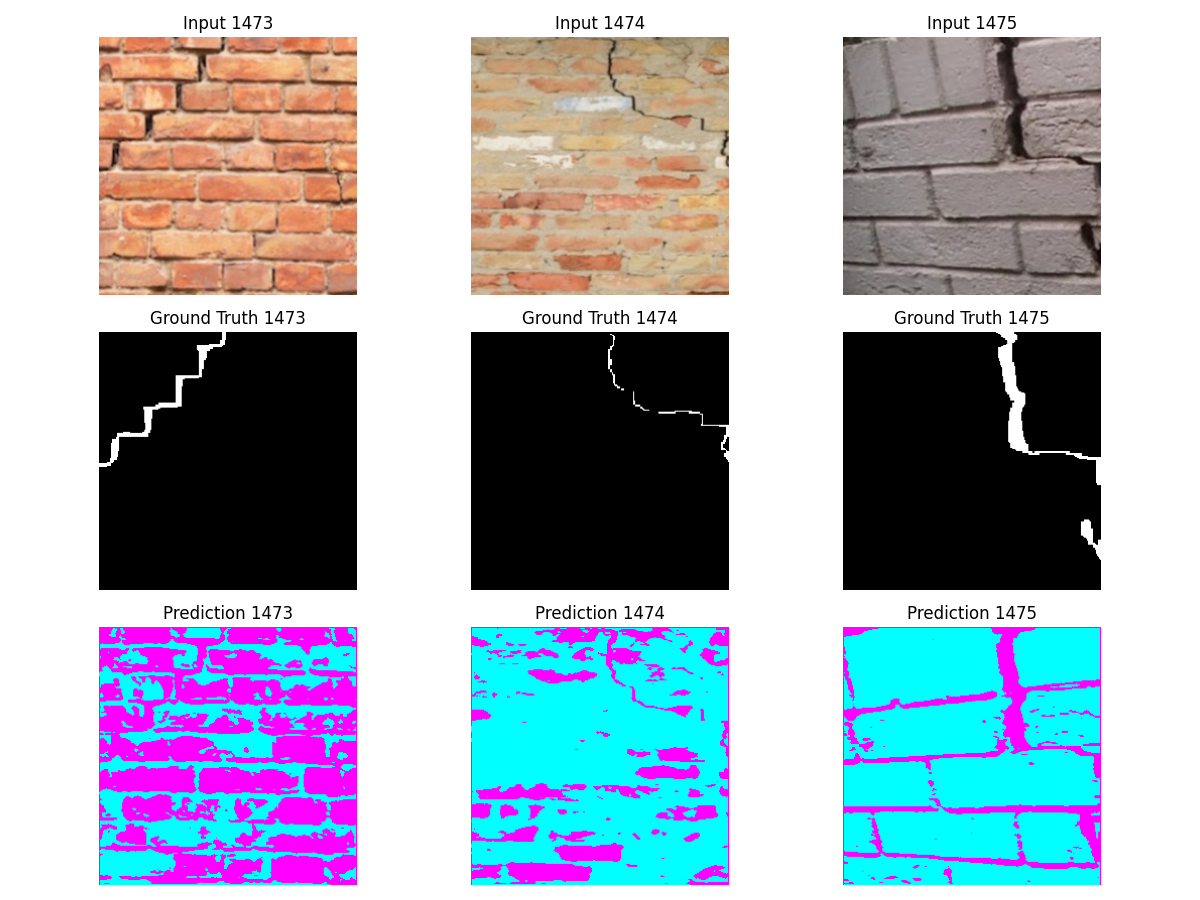 Input 1473
Input 1474
Input 1475
Ground Truth 1473
Ground Truth 1474
Ground Truth 1475
Prediction 1473
Prediction 1474
Prediction 1475